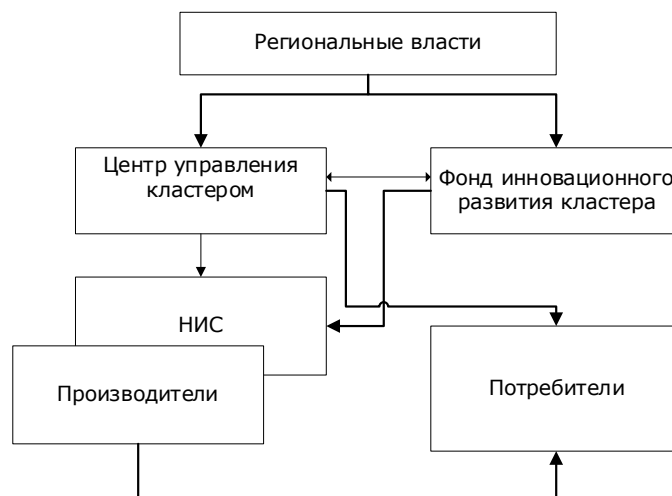 Региональные власти
Центр управления
кластером
Фонд инновационного
развития кластера
НИС
Производители
Потребители